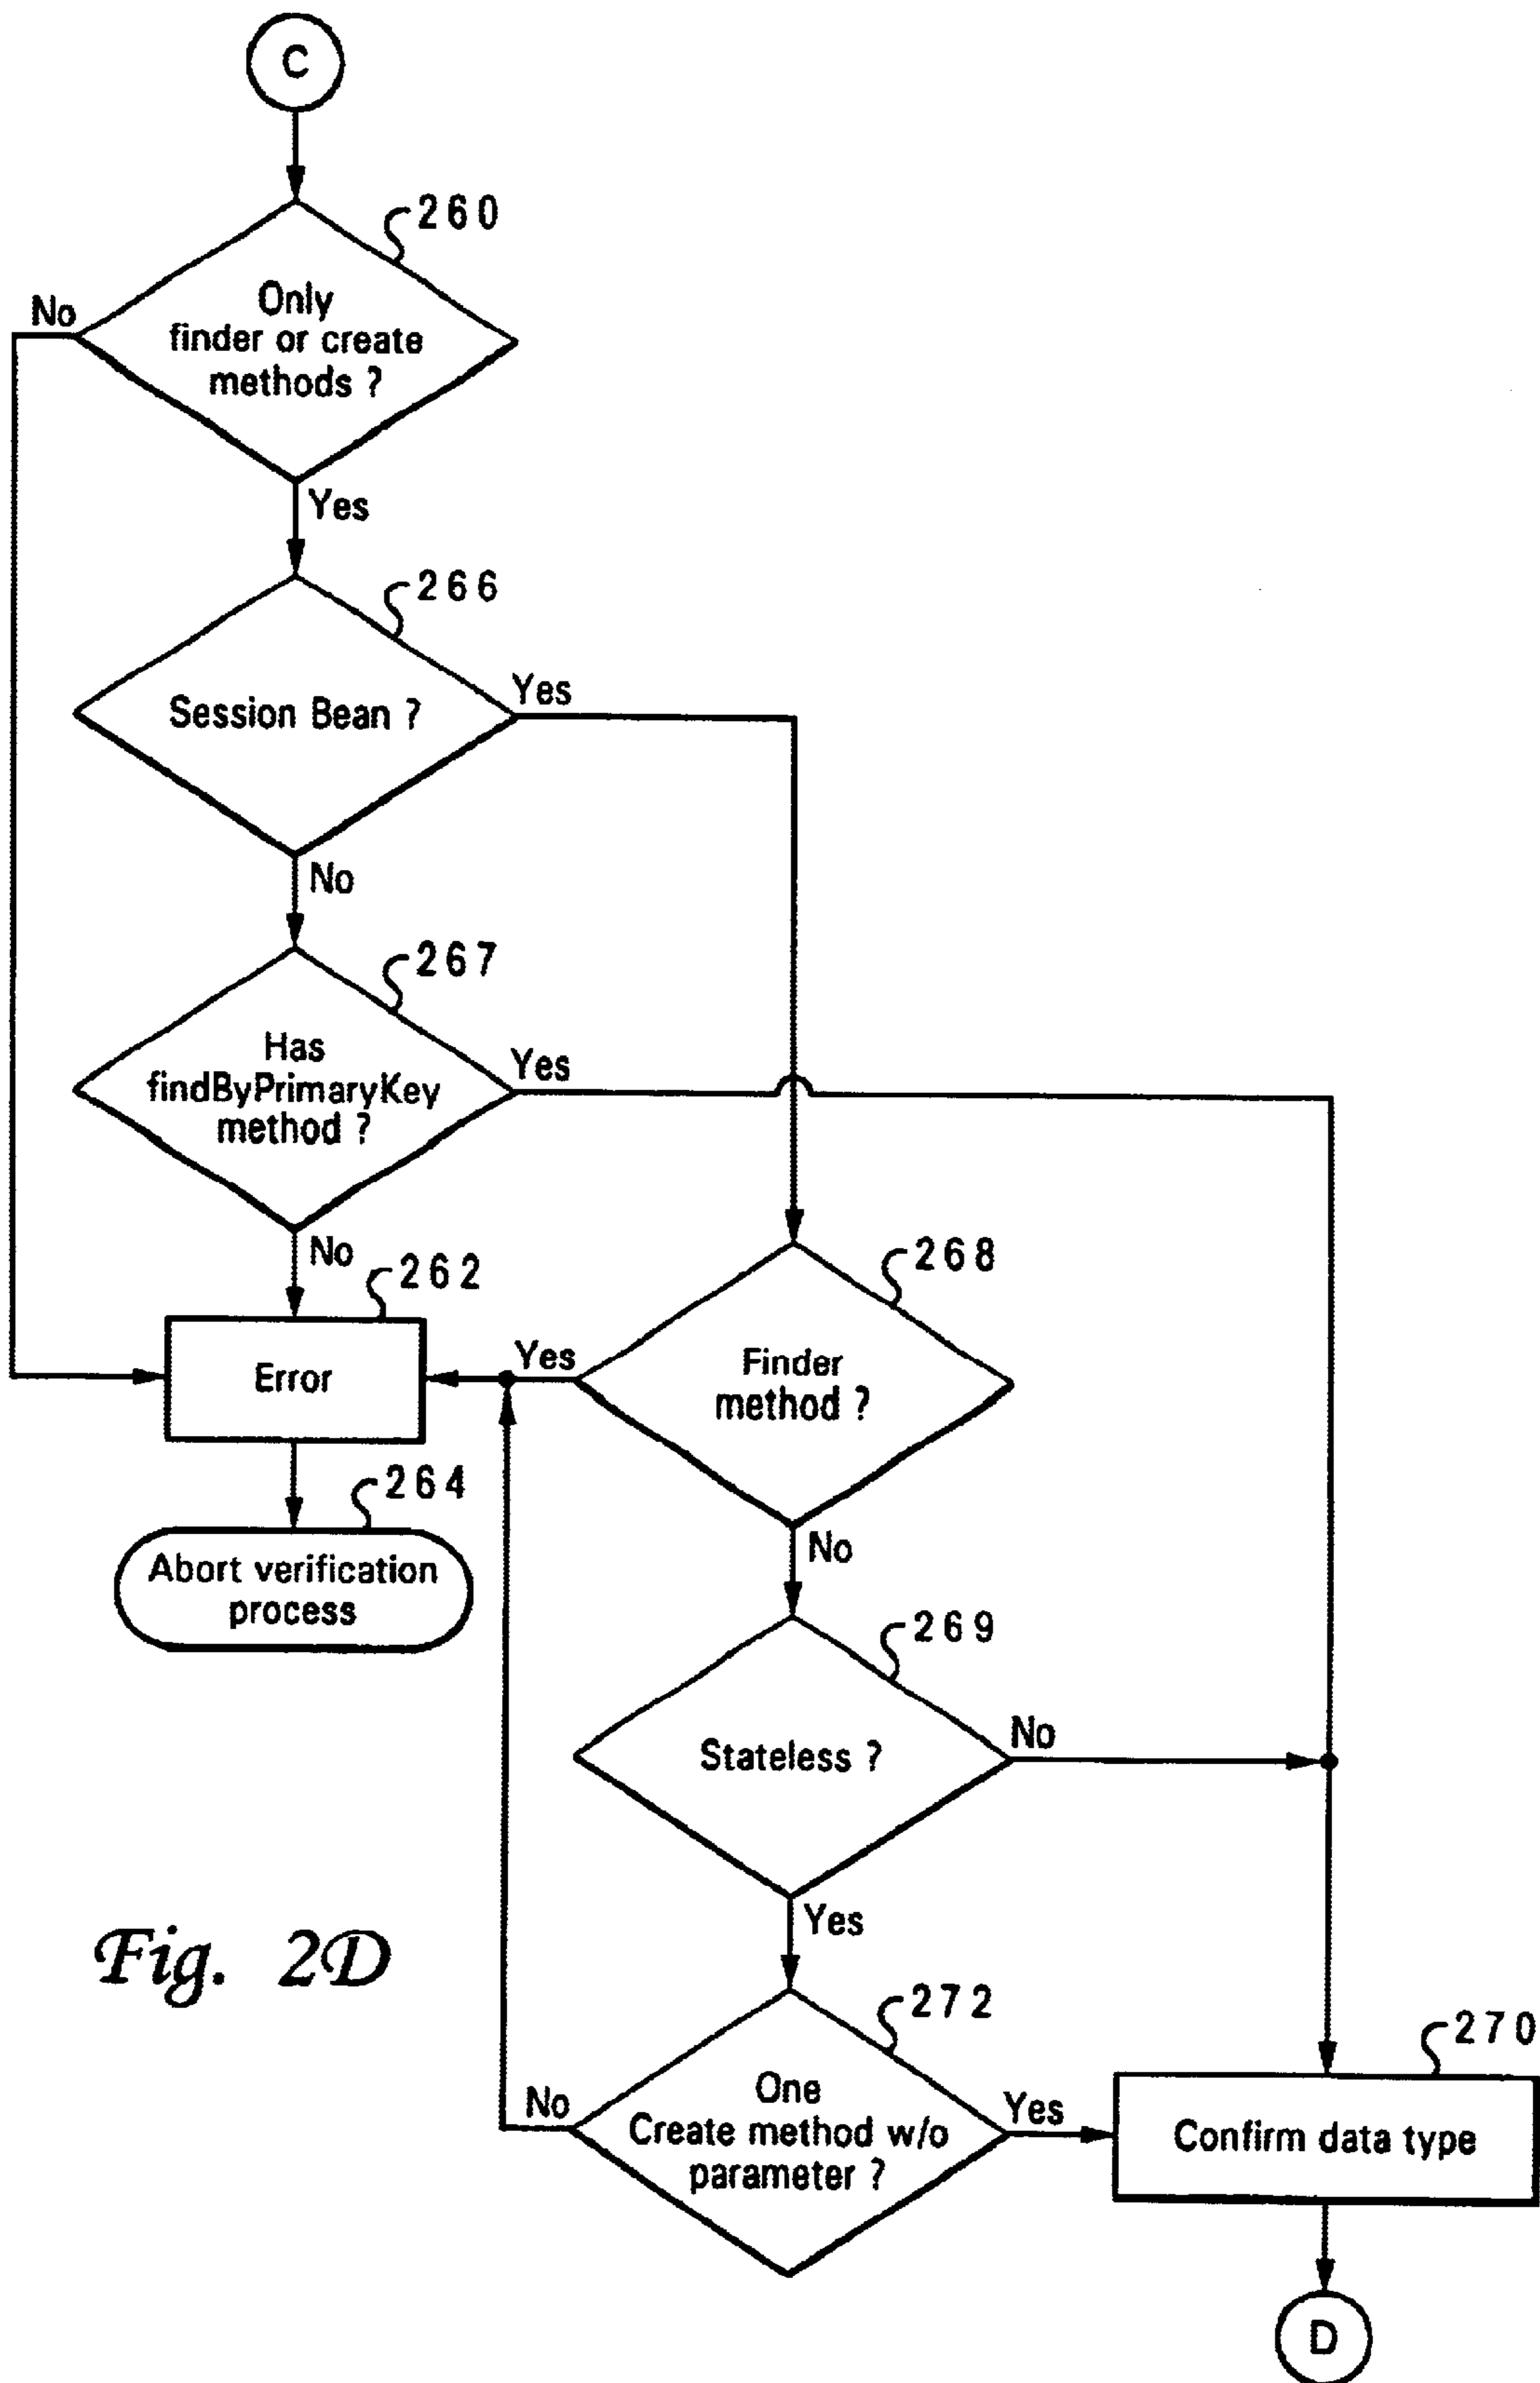 C
260
Only
finder or create
methods ?
No
Yes
266
Session Bean ?
Yes
No
267
Has
findByPrimaryKey
method ?
Yes
No
262
Error
264
Abort verification
process
268
Finder
method ?
Yes
No
269
Stateless ?
No
Yes
272
One
Create method w/o
parameter ?
No
Yes
270
Confirm data type
D
Fig. 2D